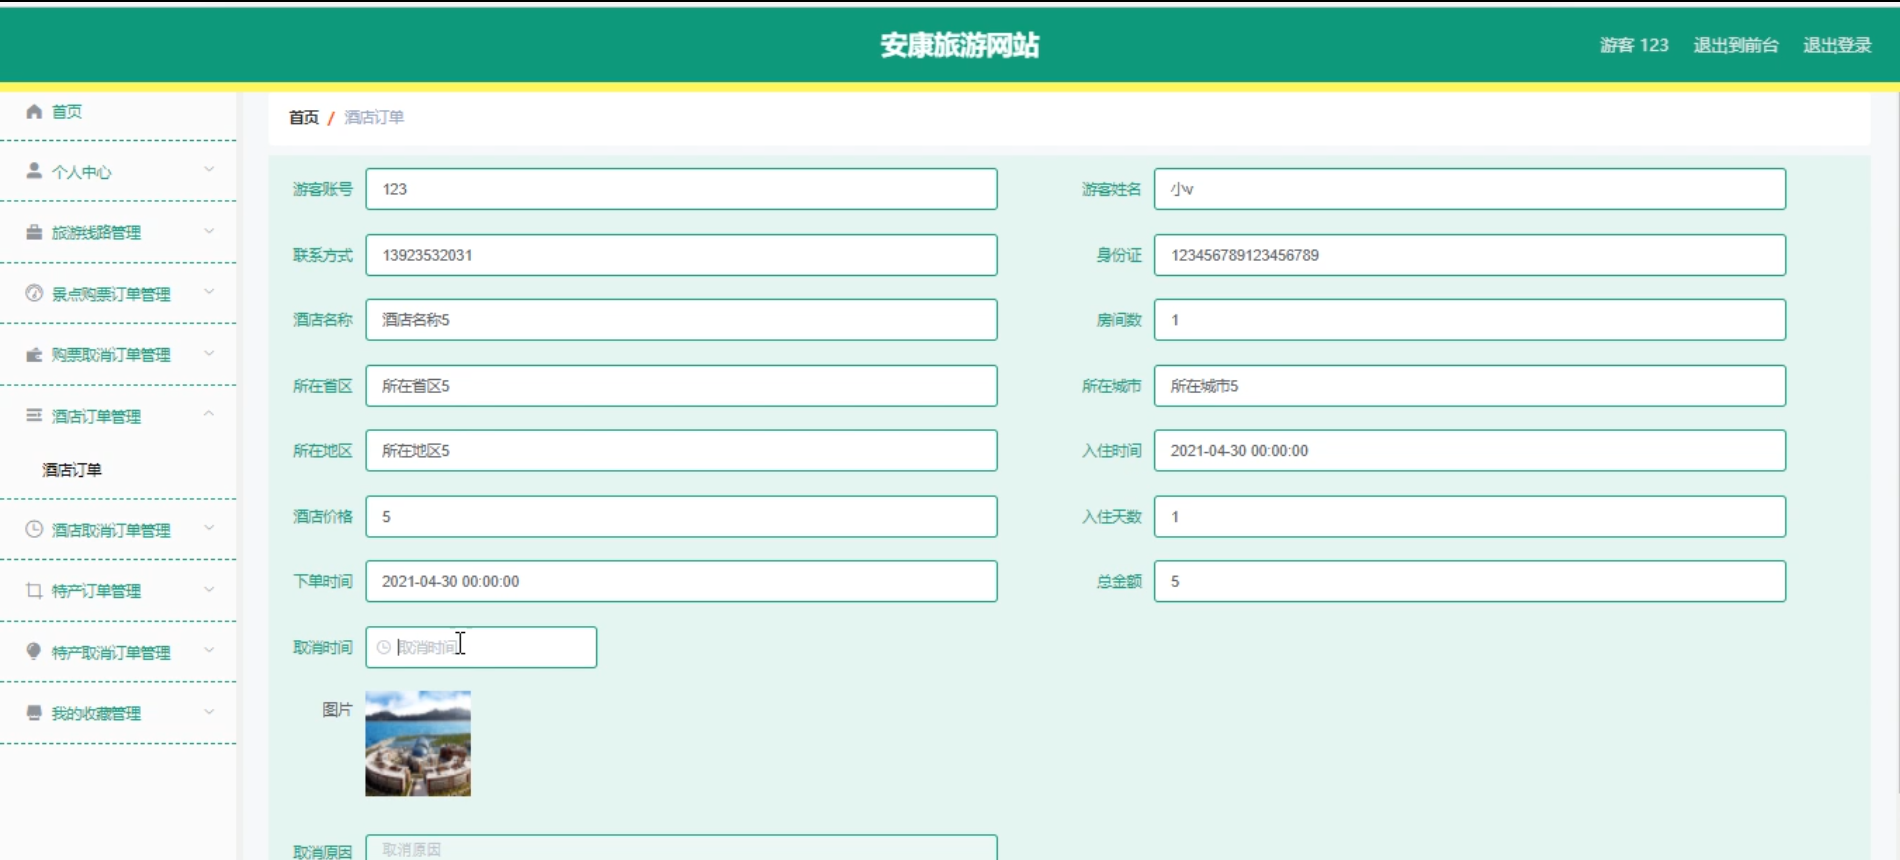 安康旅游网站
游客 123 退出到前台 退出登录
首页
个人中心
旅游线路管理
景点购票订单管理
购票取消订单管理
酒店订单管理
酒店订单
酒店取消订单管理
特产订单管理
特产取消订单管理
我的收藏管理
首页 / 酒店订单
游客账号 123 游客姓名 小v
联系方式 13923532031 身份证 123456789123456789
酒店名称 酒店名称5 房间数 1
所在省区 所在省区5 所在城市 所在城市5
所在地区 所在地区5 入住时间 2021-04-30 00:00:00
酒店价格 5 入住天数 1
下单时间 2021-04-30 00:00:00 总金额 5
取消时间 取消时间
图片
取消原因 取消原因